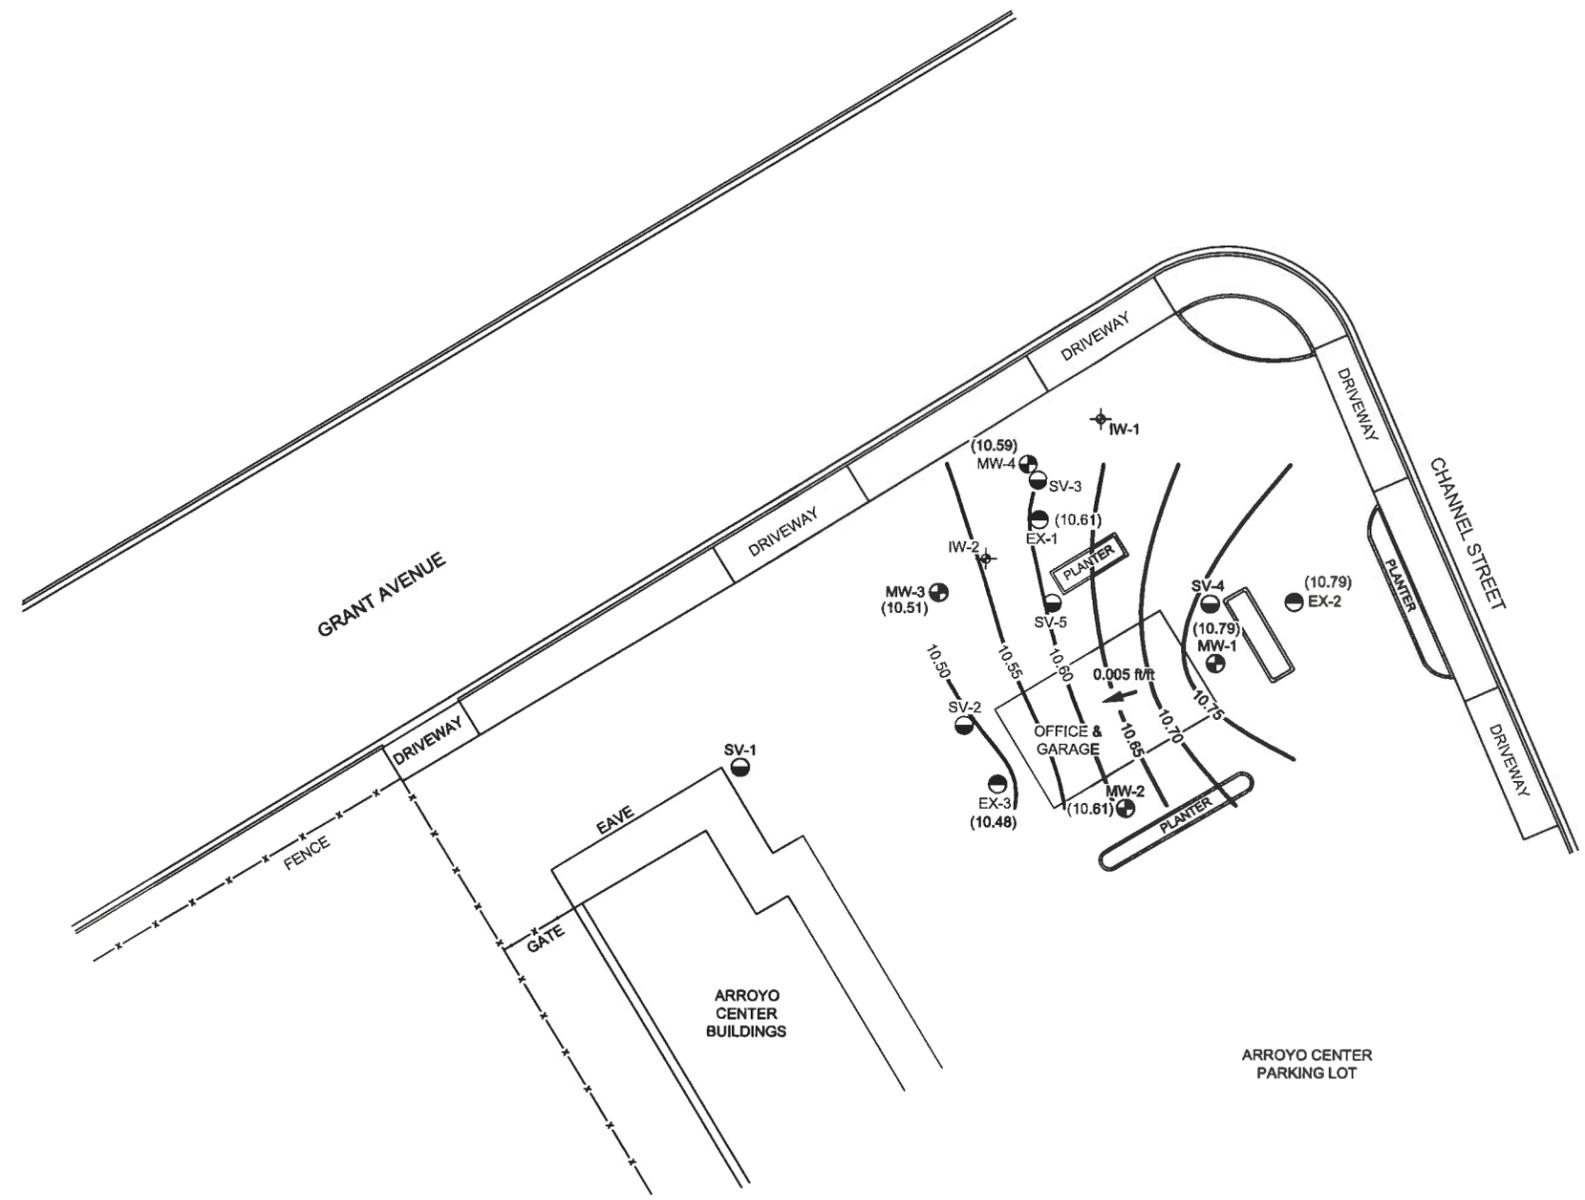 DRIVEWAY
IW-1
(10.59)
MW-4
SV-3
(10.61)
EX-1
PLANTER
DRIVEWAY
CHANNEL STREET
DRIVEWAY
IW-2
GRANT AVENUE
MW-3
(10.51)
SV-5
SV-4
(10.79)
EX-2
(10.79)
MW-1
PLANTER
10.50
10.55
10.60
0.005 ft/ft
SV-2
10.65
10.70
10.75
OFFICE &
GARAGE
DRIVEWAY
DRIVEWAY
SV-1
EX-3
(10.48)
MW-2
(10.61)
PLANTER
EAVE
FENCE
GATE
ARROYO
CENTER
BUILDINGS
ARROYO CENTER
PARKING LOT